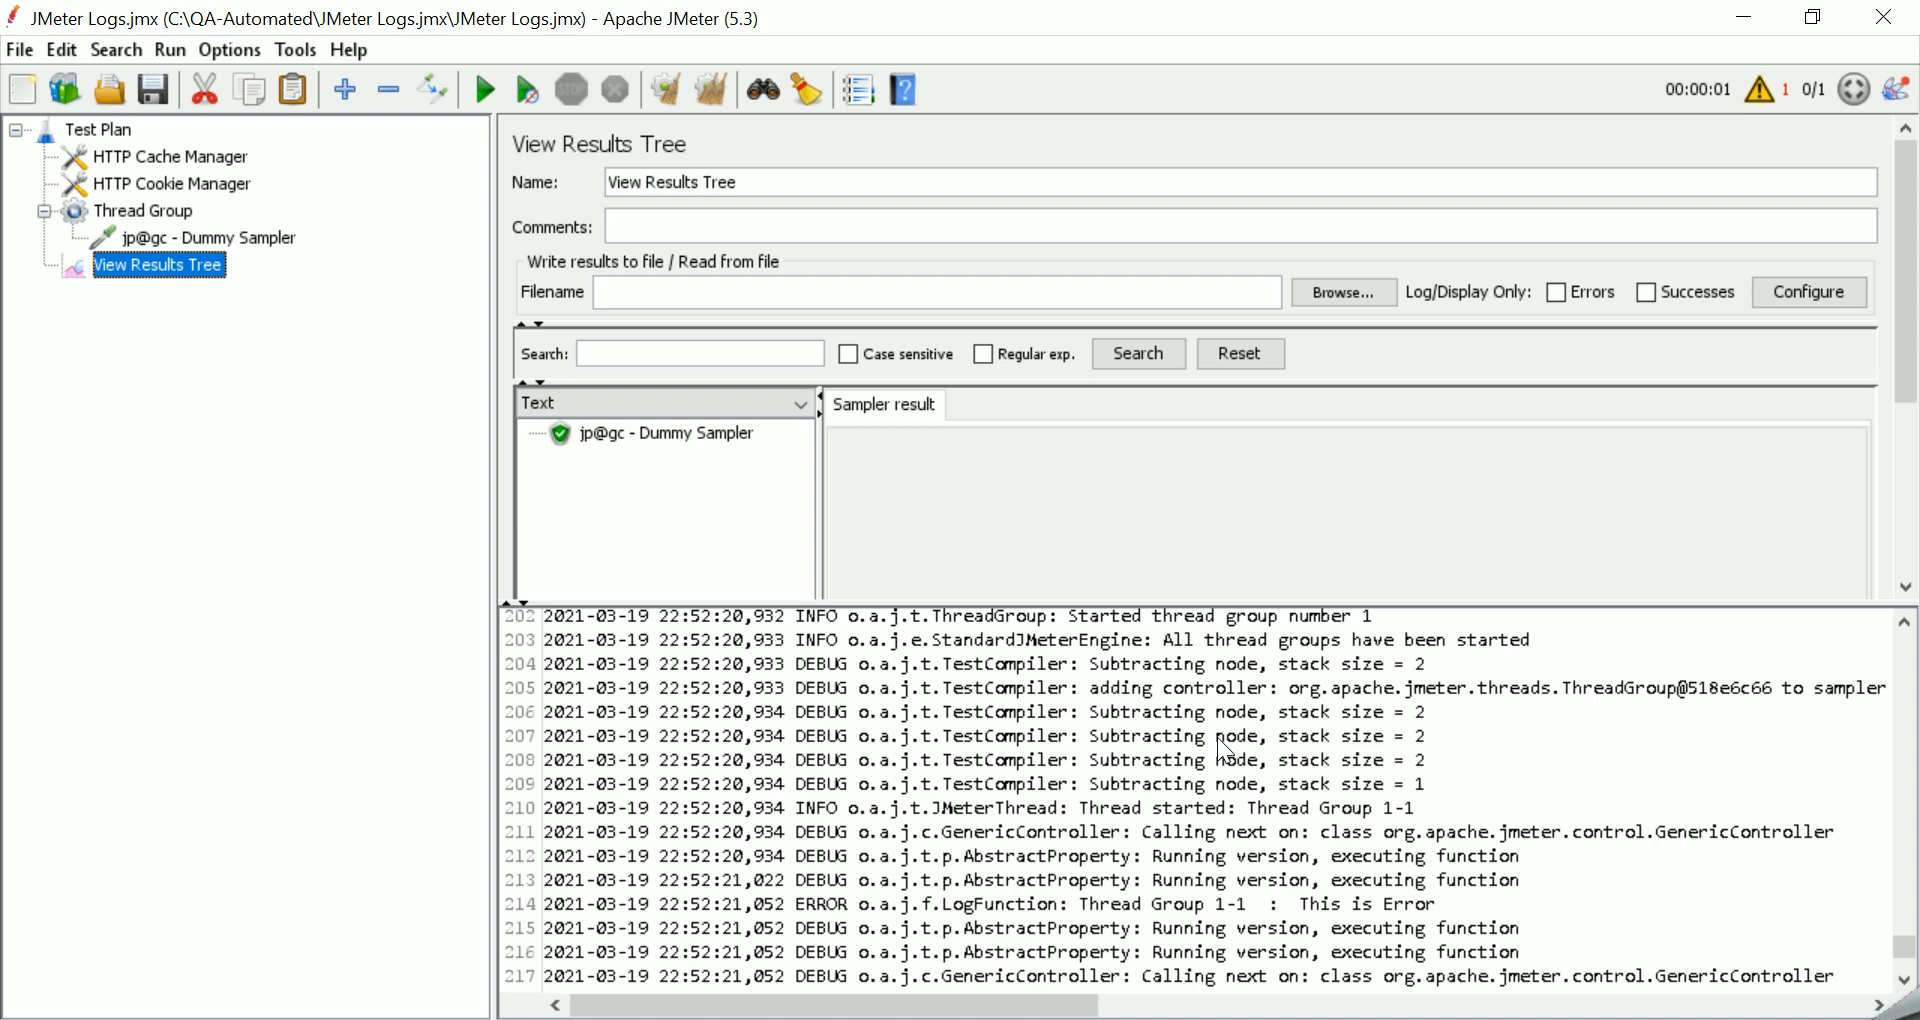 JMeter Logs.jmx (C:\QA-Automated\JMeter Logs.jmx\JMeter Logs.jmx) - Apache JMeter (5.3)
File Edit Search Run Options Tools Help
STOP
00:00:01 1 0/1
Test Plan
HTTP Cache Manager
HTTP Cookie Manager
Thread Group
jp@gc - Dummy Sampler
View Results Tree
View Results Tree
Name: View Results Tree
Comments:
Write results to file / Read from file
Filename Browse... Log/Display Only: Errors Successes Configure
Search: Case sensitive Regular exp. Search Reset
Text Sampler result
jp@gc - Dummy Sampler
202 2021-03-19 22:52:20,932 INFO o.a.j.t.ThreadGroup: Started thread group number 1
203 2021-03-19 22:52:20,933 INFO o.a.j.e.StandardJMeterEngine: All thread groups have been started
204 2021-03-19 22:52:20,933 DEBUG o.a.j.t.TestCompiler: Subtracting node, stack size = 2
205 2021-03-19 22:52:20,933 DEBUG o.a.j.t.TestCompiler: adding controller: org.apache.jmeter.threads.ThreadGroup@518e6c66 to sampler
206 2021-03-19 22:52:20,934 DEBUG o.a.j.t.TestCompiler: Subtracting node, stack size = 2
207 2021-03-19 22:52:20,934 DEBUG o.a.j.t.TestCompiler: Subtracting node, stack size = 2
208 2021-03-19 22:52:20,934 DEBUG o.a.j.t.TestCompiler: Subtracting node, stack size = 2
209 2021-03-19 22:52:20,934 DEBUG o.a.j.t.TestCompiler: Subtracting node, stack size = 1
210 2021-03-19 22:52:20,934 INFO o.a.j.t.JMeterThread: Thread started: Thread Group 1-1
211 2021-03-19 22:52:20,934 DEBUG o.a.j.c.GenericController: Calling next on: class org.apache.jmeter.control.GenericController
212 2021-03-19 22:52:20,934 DEBUG o.a.j.t.p.AbstractProperty: Running version, executing function
213 2021-03-19 22:52:21,022 DEBUG o.a.j.t.p.AbstractProperty: Running version, executing function
214 2021-03-19 22:52:21,052 ERROR o.a.j.f.LogFunction: Thread Group 1-1 : This is Error
215 2021-03-19 22:52:21,052 DEBUG o.a.j.t.p.AbstractProperty: Running version, executing function
216 2021-03-19 22:52:21,052 DEBUG o.a.j.t.p.AbstractProperty: Running version, executing function
217 2021-03-19 22:52:21,052 DEBUG o.a.j.c.GenericController: Calling next on: class org.apache.jmeter.control.GenericController